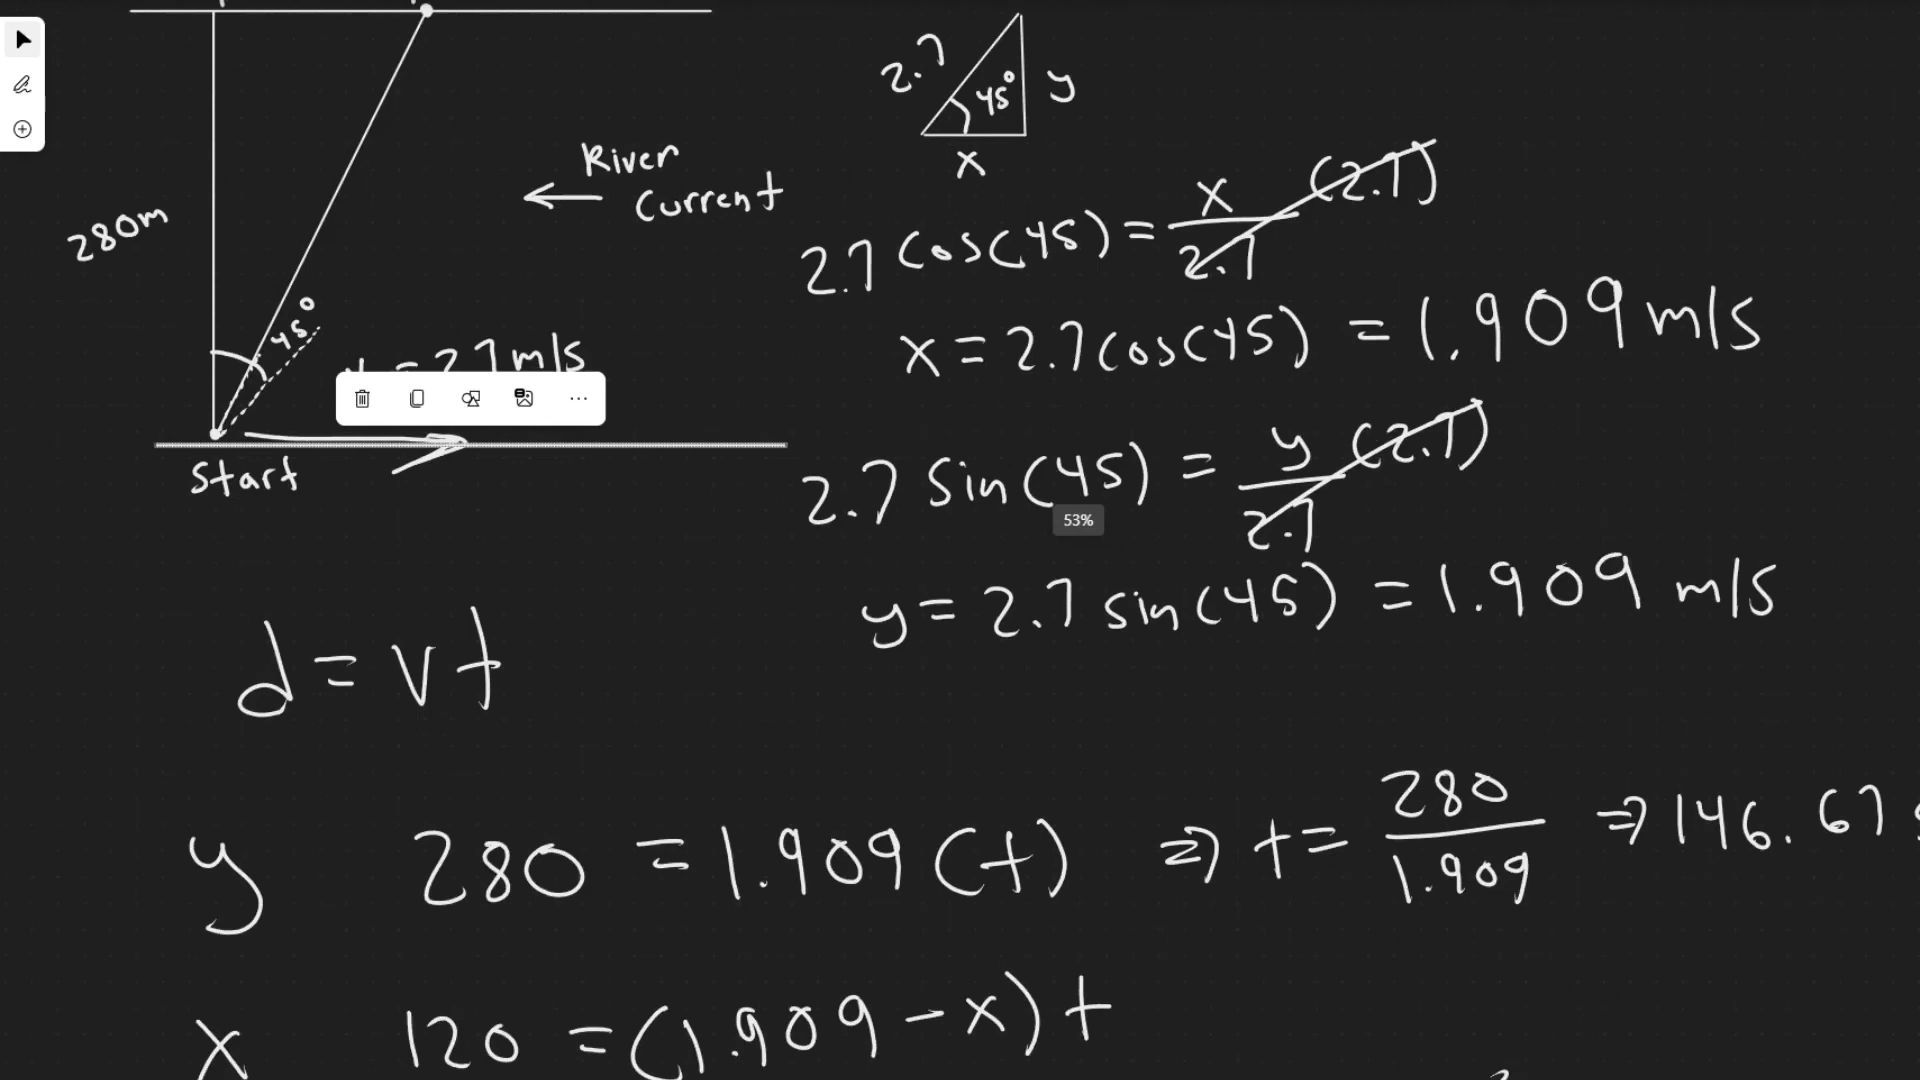 2.7
45°
y
x
River
Current
280m
45°
= 2.7 m/s
Start
2.7 cos(45) = x/2.7 (2.7)
x = 2.7 cos(45) = 1.909 m/s
2.7 sin(45) = y/2.7 (2.7)
53%
y = 2.7 sin(45) = 1.909 m/s
d = vt
y 280 = 1.909 (t) ⇒ t = 280/1.909 ⇒ 146.67
x 120 = (1.909 - x) t